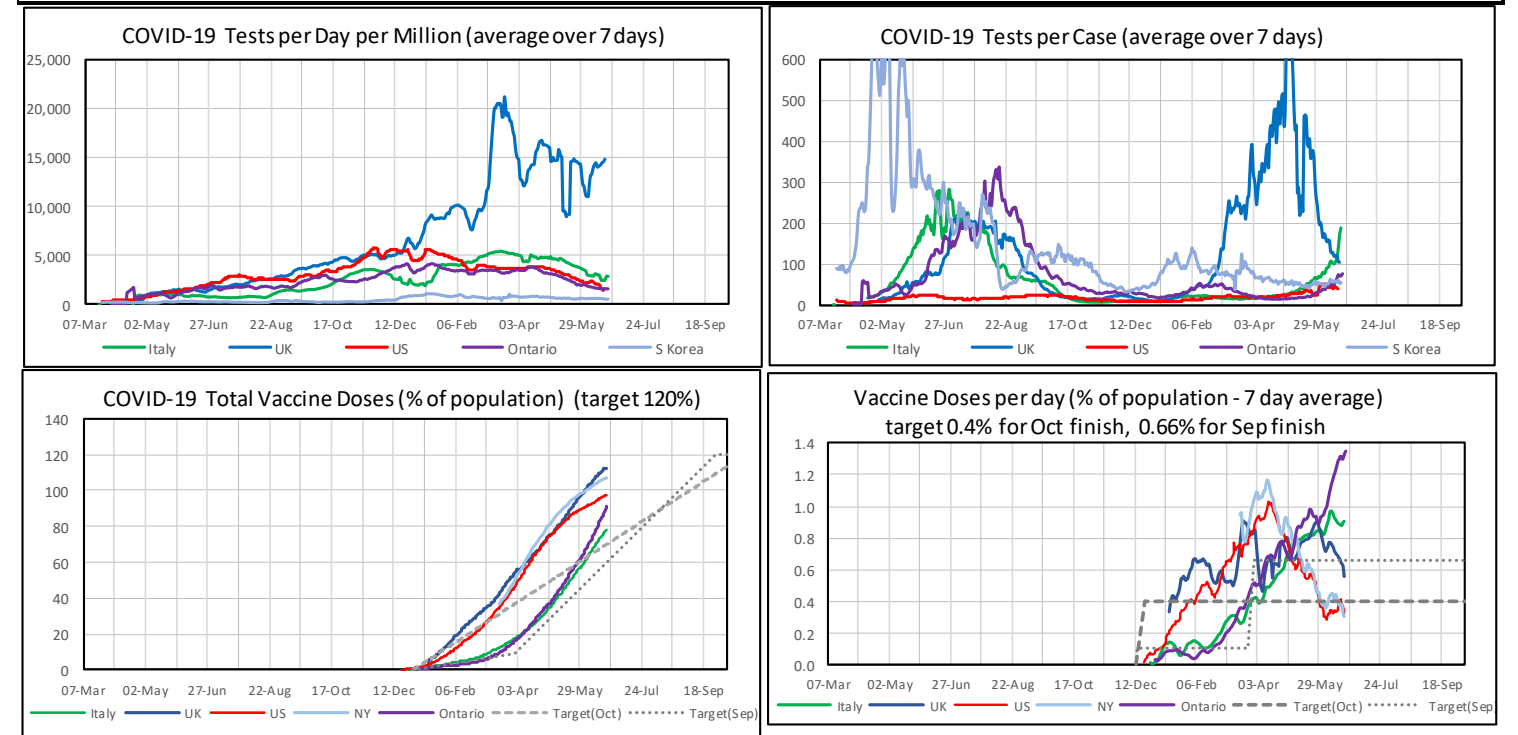 COVID-19 Tests per Day per Million (average over 7 days)
25,000
20,000
15,000
10,000
5,000
0
07-Mar 02-May 27-Jun 22-Aug 17-Oct 12-Dec 06-Feb 03-Apr 29-May 24-Jul 18-Sep
Italy UK US Ontario S Korea
COVID-19 Tests per Case (average over 7 days)
600
500
400
300
200
100
0
07-Mar 02-May 27-Jun 22-Aug 17-Oct 12-Dec 06-Feb 03-Apr 29-May 24-Jul 18-Sep
Italy UK US Ontario S Korea
COVID-19 Total Vaccine Doses (% of population) (target 120%)
140
120
100
80
60
40
20
0
07-Mar 02-May 27-Jun 22-Aug 17-Oct 12-Dec 06-Feb 03-Apr 29-May 24-Jul 18-Sep
Italy UK US NY Ontario Target(Oct) Target(Sep)
Vaccine Doses per day (% of population - 7 day average)
target 0.4% for Oct finish, 0.66% for Sep finish
1.4
1.2
1.0
0.8
0.6
0.4
0.2
0.0
07-Mar 02-May 27-Jun 22-Aug 17-Oct 12-Dec 06-Feb 03-Apr 29-May 24-Jul 18-Sep
Italy UK US NY Ontario Target(Oct) Target(Sep)